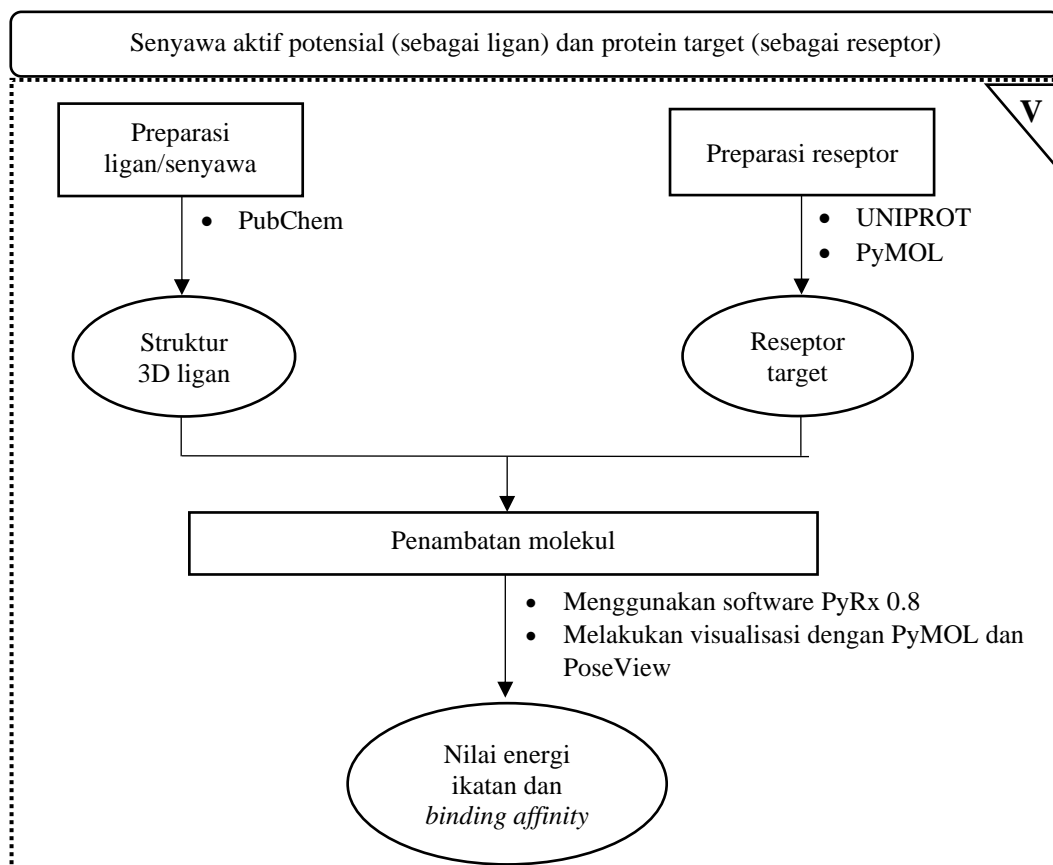 Senyawa aktif potensial (sebagai ligan) dan protein target (sebagai reseptor)
V
Preparasi
ligan/senyawa
Preparasi reseptor
• PubChem
• UNIPROT
• PyMOL
Struktur
3D ligan
Reseptor
target
Penambatan molekul
• Menggunakan software PyRx 0.8
• Melakukan visualisasi dengan PyMOL dan
PoseView
Nilai energi
ikatan dan
binding affinity